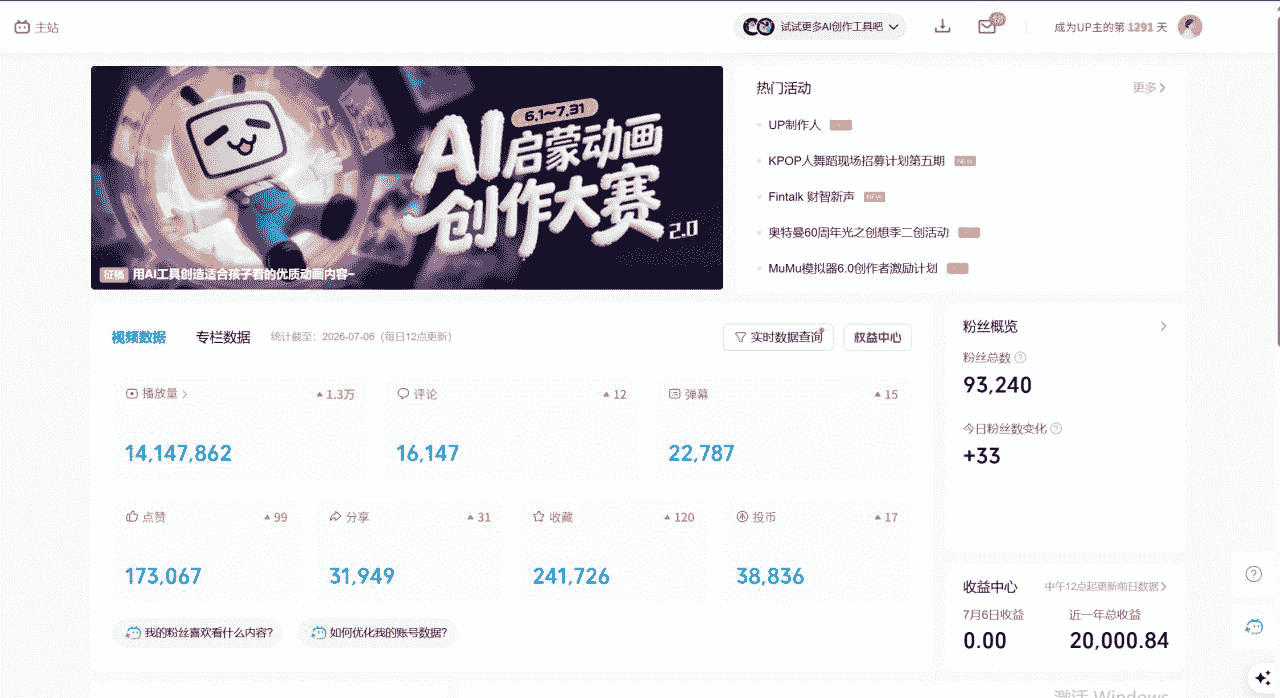 主站
试试更多AI创作工具吧
成为UP主的第 1291 天
6.1~7.31
AI启蒙动画
创作大赛 2.0
征稿 用AI工具创造适合孩子看的优质动画内容~
热门活动
更多
UP制作人
KPOP人舞蹈现场招募计划第五期 NEW
Fintalk 财智新声 NEW
奥特曼60周年光之创想季二创活动
MuMu模拟器6.0创作者激励计划
视频数据 专栏数据 统计截至：2026-07-06（每日12点更新）
实时数据查询 权益中心
播放量 1.3万
14,147,862
评论 12
16,147
弹幕 15
22,787
点赞 99
173,067
分享 31
31,949
收藏 120
241,726
投币 17
38,836
我的粉丝喜欢看什么内容? 如何优化我的账号数据?
粉丝概览
粉丝总数
93,240
今日粉丝数变化
+33
收益中心 中午12点起更新前日数据
7月6日收益 近一年总收益
0.00 20,000.84
激活 Windows